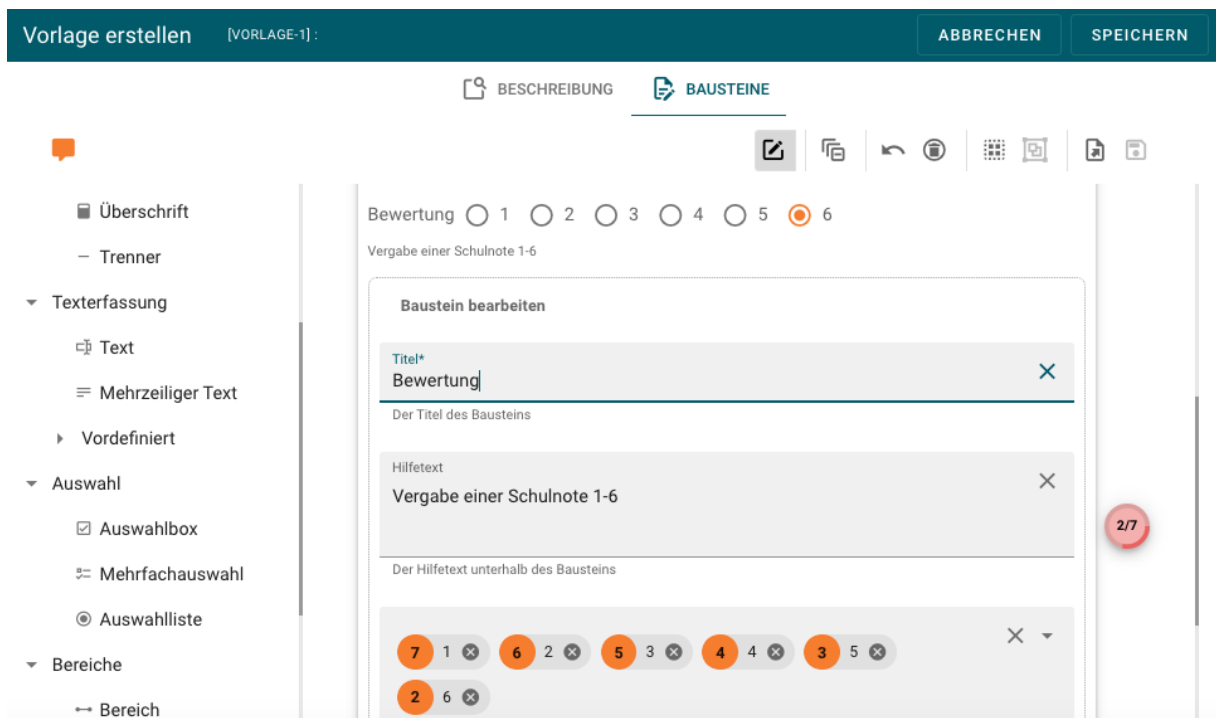 Vorlage erstellen [VORLAGE-1] : ABBRECHEN SPEICHERN
BESCHREIBUNG BAUSTEINE
Überschrift
Trenner
Texterfassung
Text
Mehrzeiliger Text
Vordefiniert
Auswahl
Auswahlbox
Mehrfachauswahl
Auswahlliste
Bereiche
Bereich
Bewertung 1 2 3 4 5 6
Vergabe einer Schulnote 1-6
Baustein bearbeiten
Titel*
Bewertung
Der Titel des Bausteins
Hilfetext
Vergabe einer Schulnote 1-6
Der Hilfetext unterhalb des Bausteins
7 1 6 2 5 3 4 4 3 5
2 6
2/7